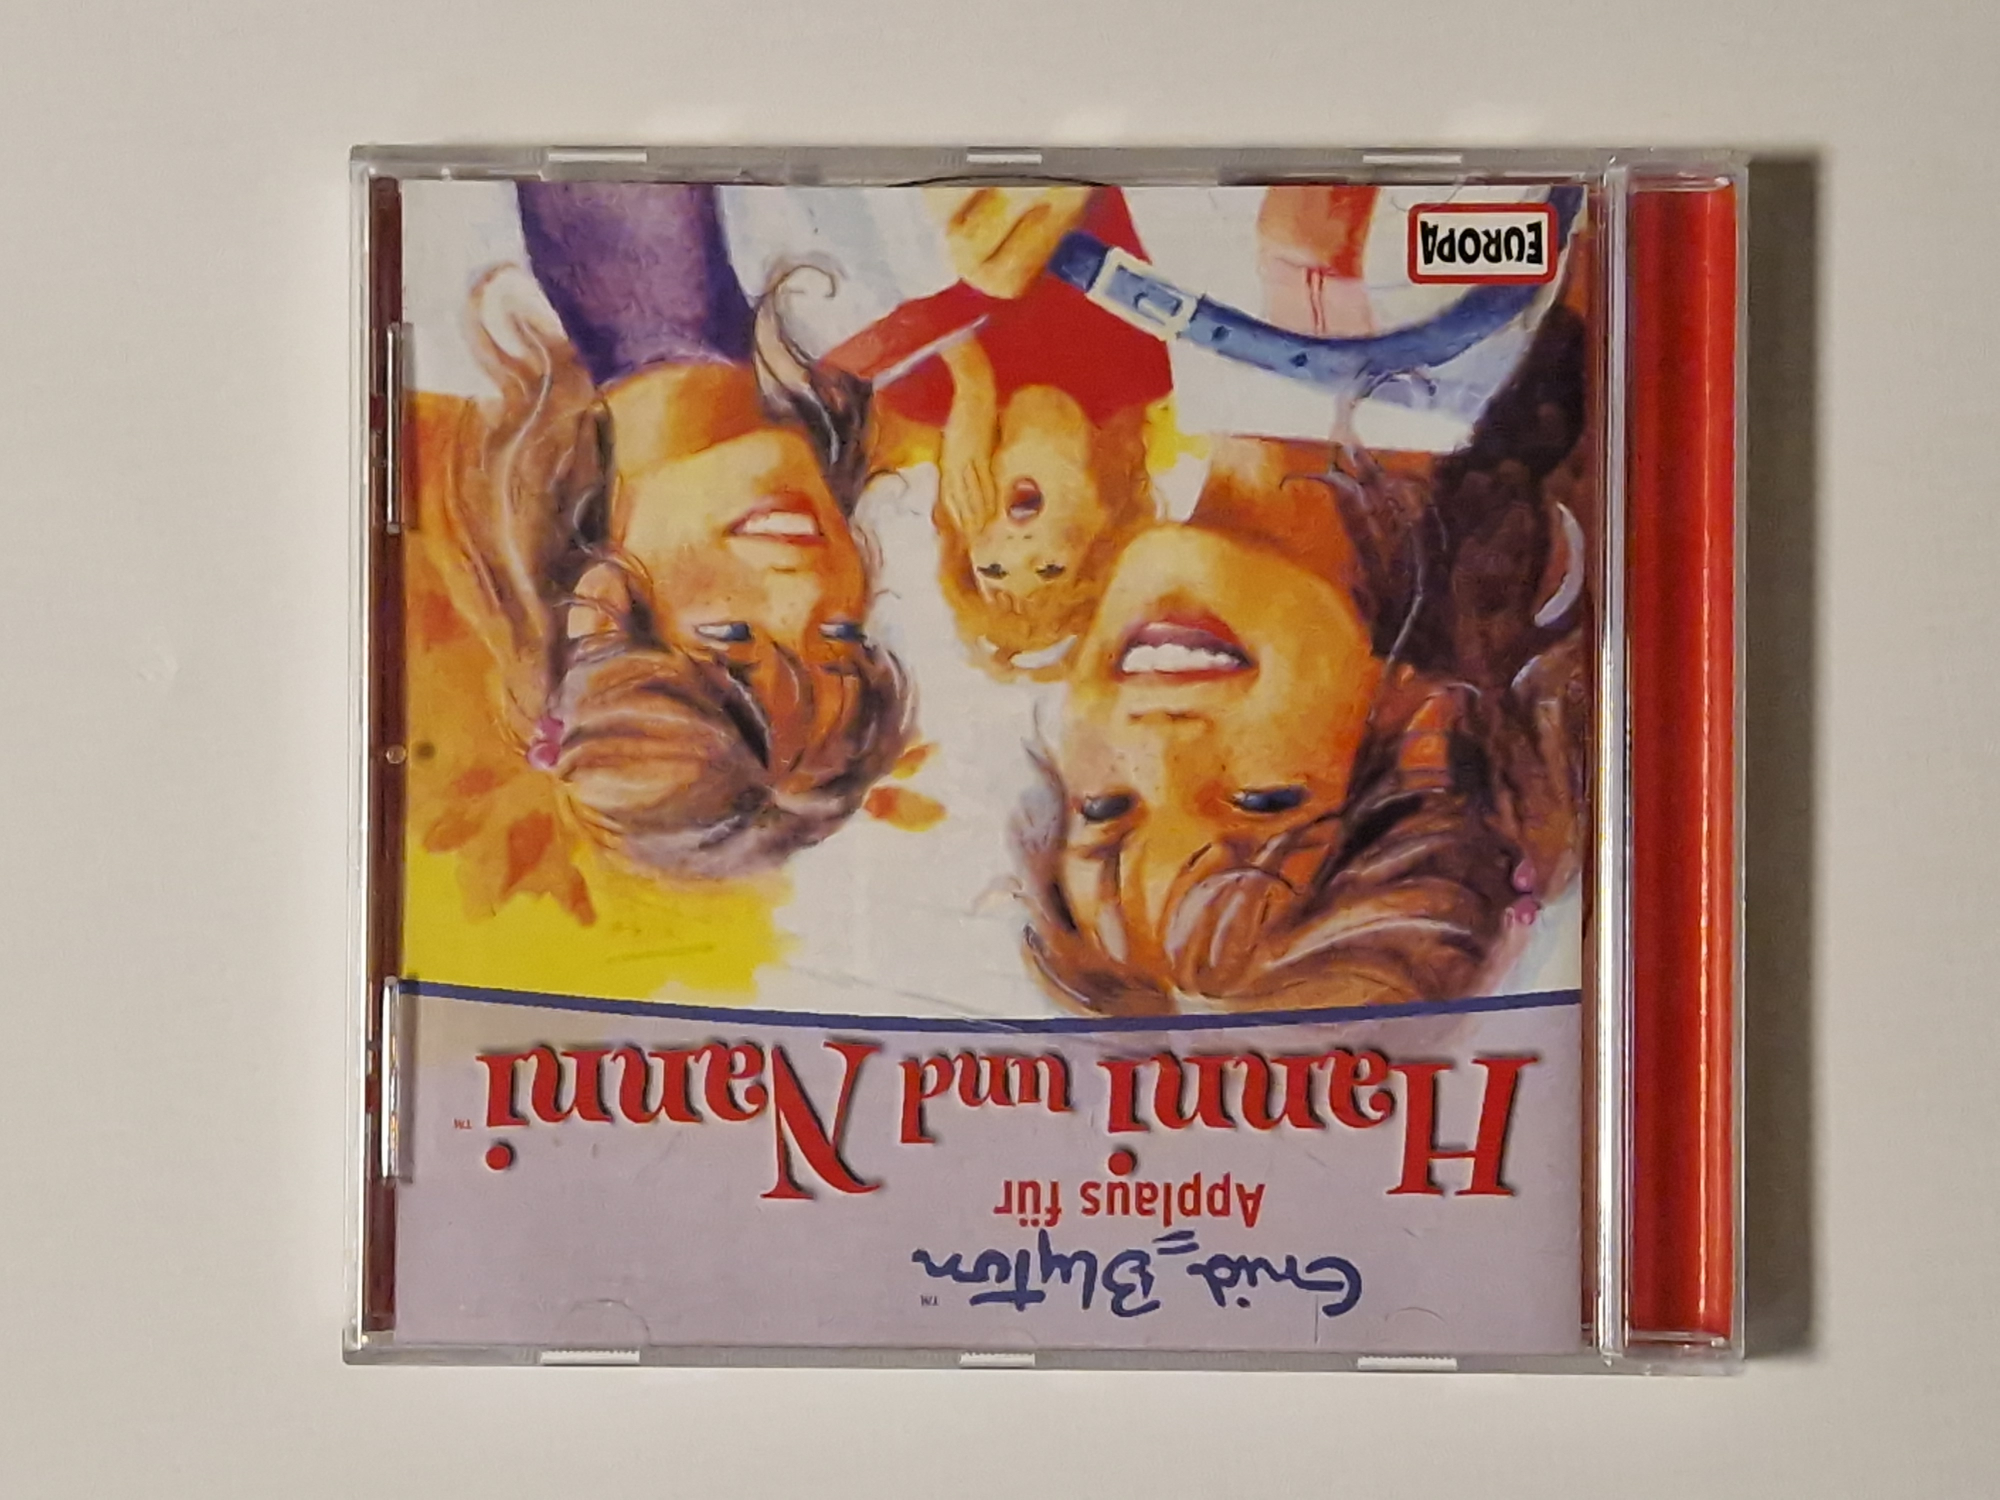 Enid Blyton™
Applaus für
Hanni und Nanni™
EUROPA